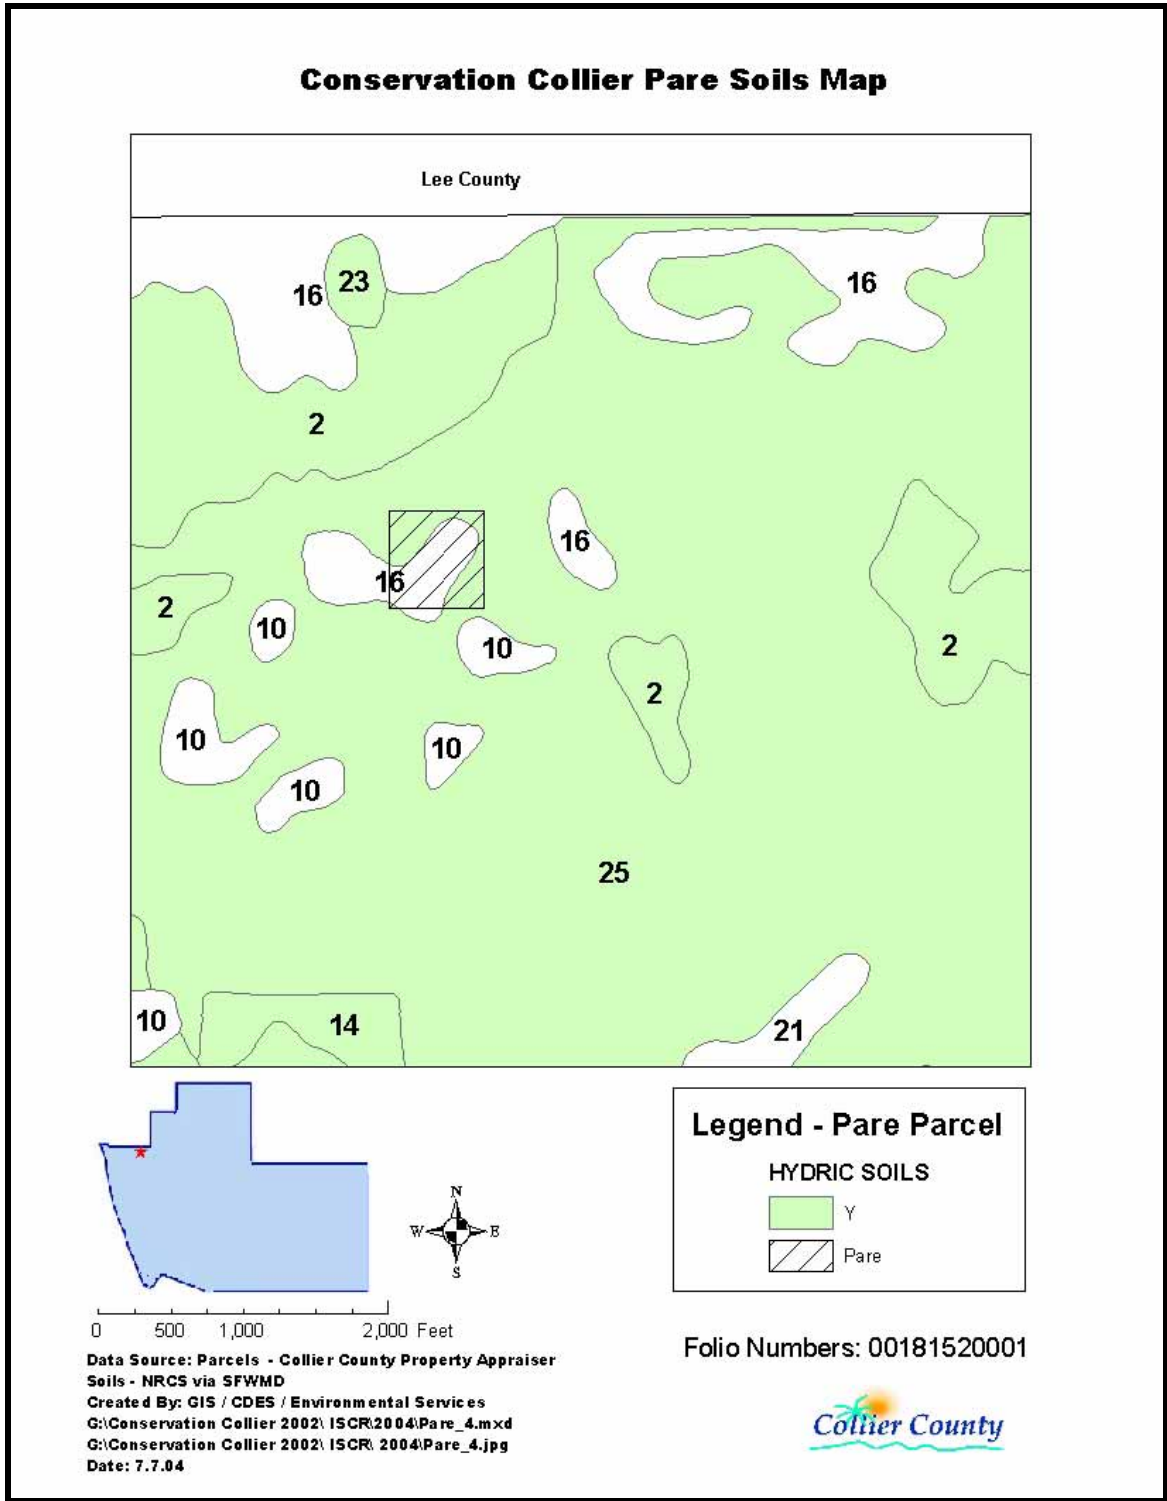 Conservation Collier Pare Soils Map
Lee County
16
23
16
2
16
16
2
10
10
2
2
10
10
10
25
10
14
21
Legend - Pare Parcel
HYDRIC SOILS
Y
Pare
N
W E
S
0 500 1,000 2,000 Feet
Data Source: Parcels - Collier County Property Appraiser
Soils - NRCS via SFWMD
Created By: GIS / CDES / Environmental Services
G:\Conservation Collier 2002\ ISCR\2004\Pare_4.mxd
G:\Conservation Collier 2002\ ISCR\ 2004\Pare_4.jpg
Date: 7.7.04
Folio Numbers: 00181520001
Collier County